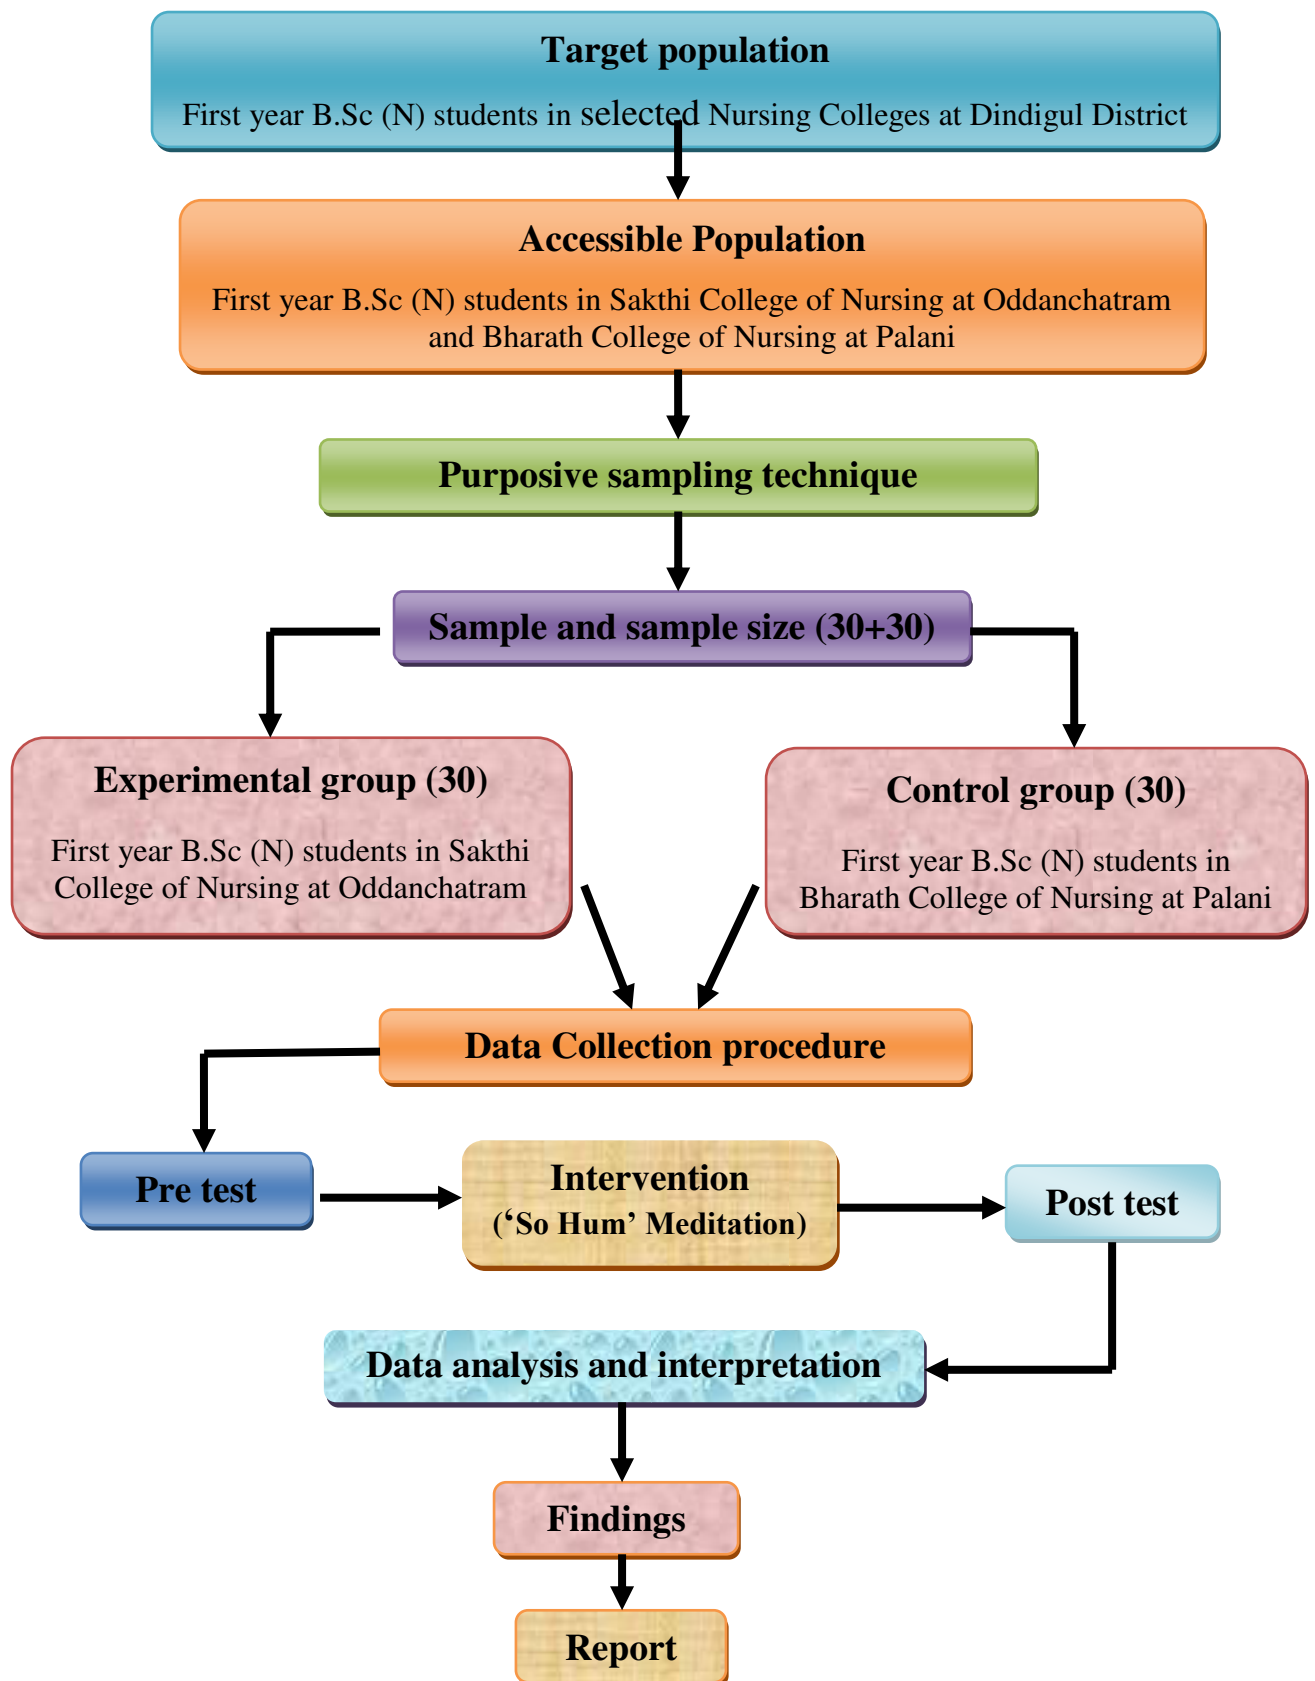 Target population
First year B.Sc (N) students in selected Nursing Colleges at Dindigul District
Accessible Population
First year B.Sc (N) students in Sakthi College of Nursing at Oddanchatram
and Bharath College of Nursing at Palani
Purposive sampling technique
Sample and sample size (30+30)
Experimental group (30)
First year B.Sc (N) students in Sakthi
College of Nursing at Oddanchatram
Control group (30)
First year B.Sc (N) students in
Bharath College of Nursing at Palani
Data Collection procedure
Pre test
Intervention
(‘So Hum’ Meditation)
Post test
Data analysis and interpretation
Findings
Report